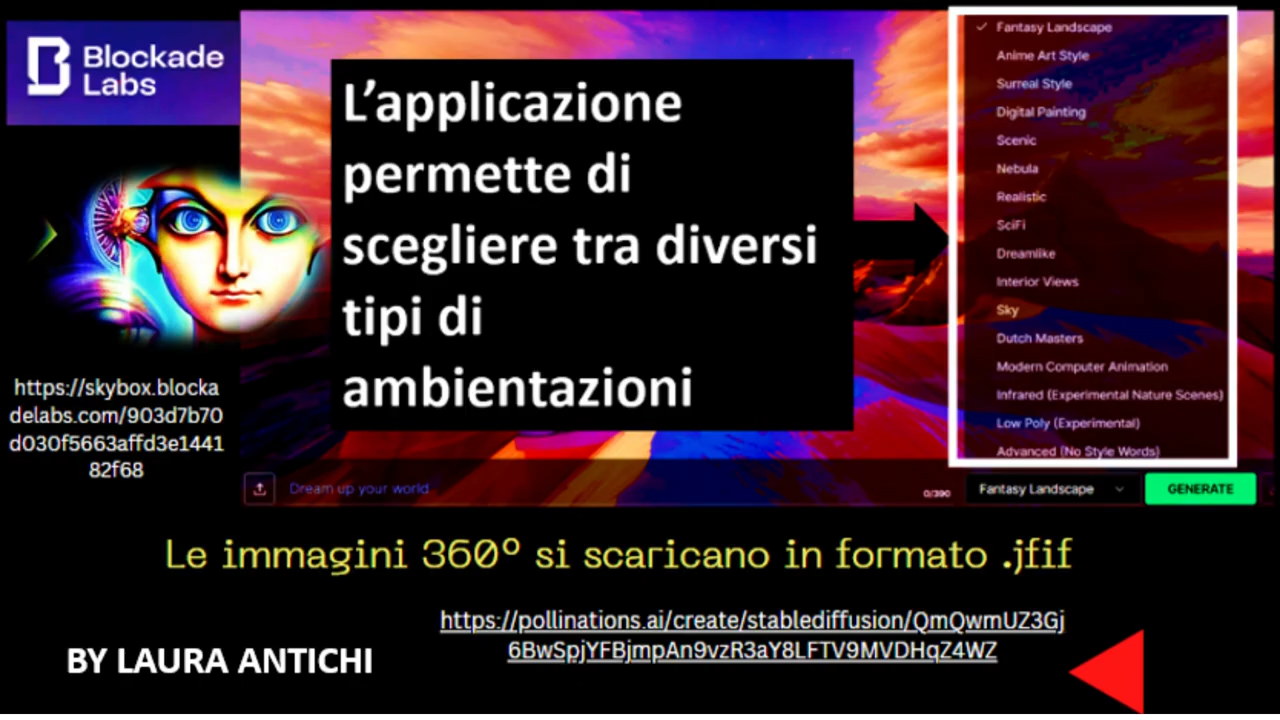 Blockade
Labs
L'applicazione
permette di
scegliere tra diversi
tipi di
ambientazioni
Fantasy Landscape
Anime Art Style
Surreal Style
Digital Painting
Scenic
Nebula
Realistic
SciFi
Dreamlike
Interior Views
Sky
Dutch Masters
Modern Computer Animation
Infrared (Experimental Nature Scenes)
Low Poly (Experimental)
Advanced (No Style Words)
https://skybox.blocka
delabs.com/903d7b70
d030f5663affd3e1441
82f68
Dream up your world
0/390
Fantasy Landscape
GENERATE
Le immagini 360° si scaricano in formato .jfif
https://pollinations.ai/create/stablediffusion/QmQwmUZ3Gj
6BwSpjYFBjmpAn9vzR3aY8LFTV9MVDHqZ4WZ
BY LAURA ANTICHI